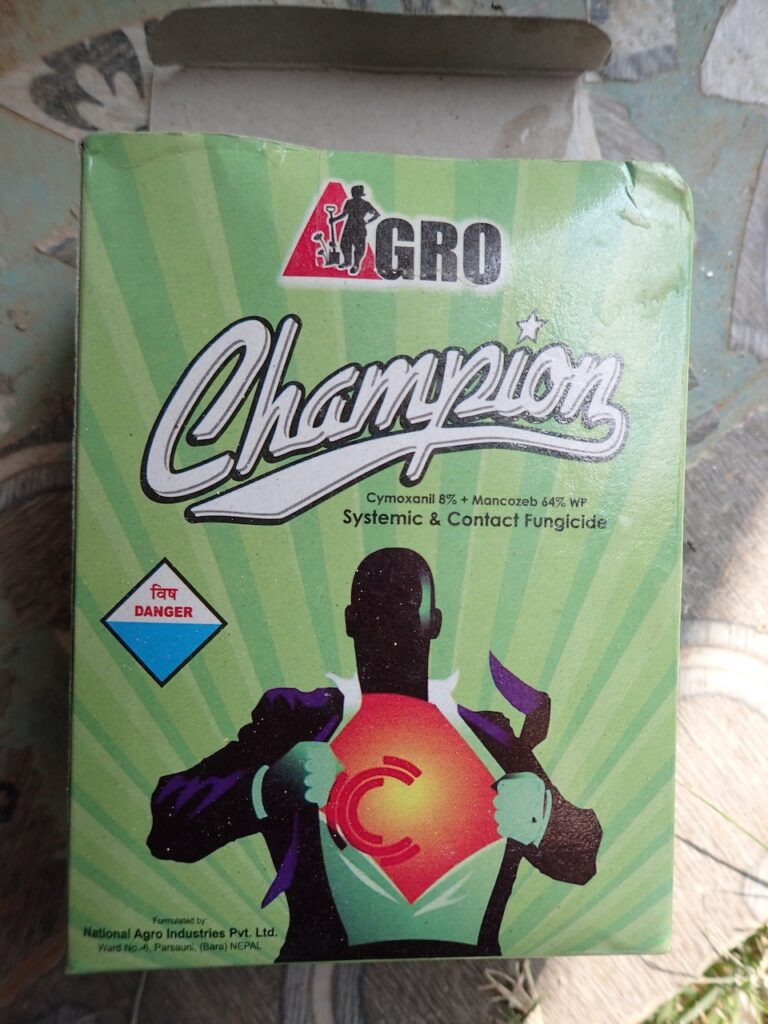 AGRO
Champion
Cymoxanil 8% + Mancozeb 64% WP
Systemic & Contact Fungicide
विष
DANGER
C
Formulated by:
National Agro Industries Pvt. Ltd.
Ward No.-6, Parsauni, (Bara) NEPAL